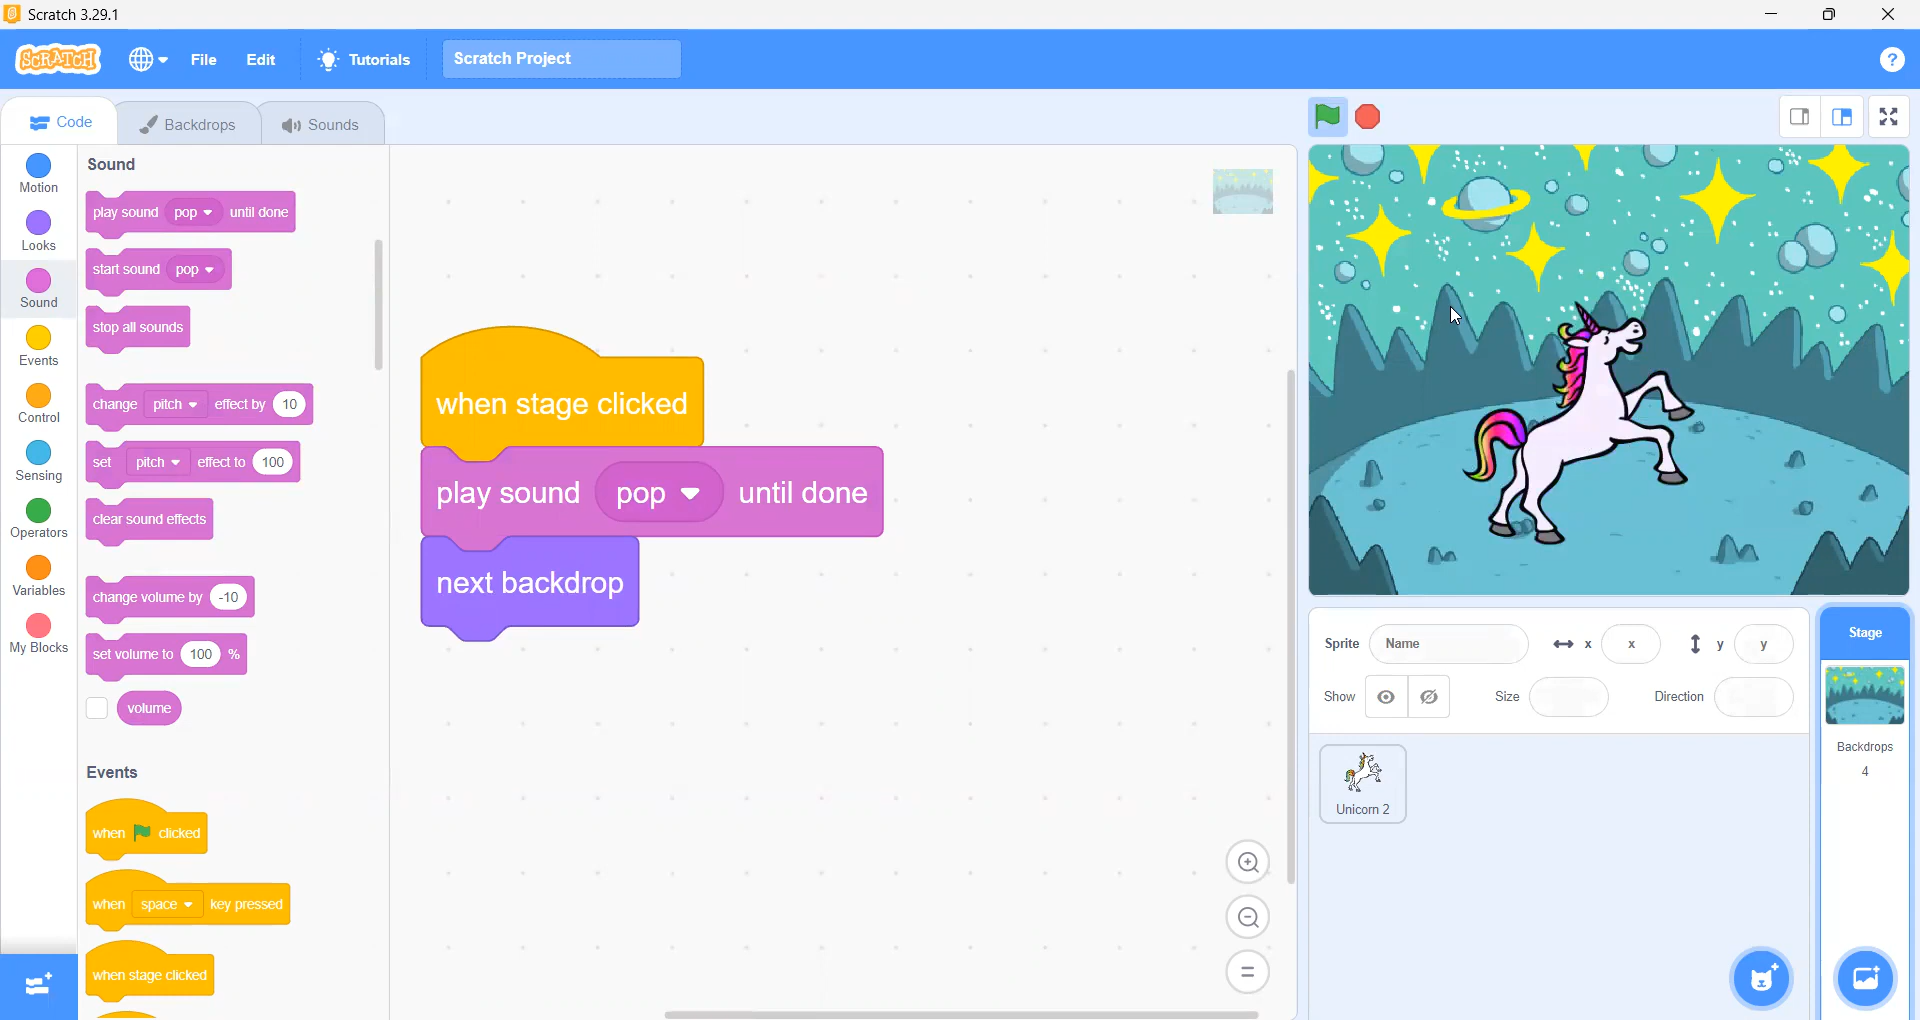 Scratch 3.29.1
SCRATCH
File
Edit
Tutorials
Scratch Project
?
Code
Backdrops
Sounds
Motion
Looks
Sound
Events
Control
Sensing
Operators
Variables
My Blocks
Sound
play sound pop until done
start sound pop
stop all sounds
change pitch effect by 10
set pitch effect to 100
clear sound effects
change volume by -10
set volume to 100 %
volume
Events
when clicked
when space key pressed
when stage clicked
when stage clicked
play sound pop until done
next backdrop
Sprite Name x x y y
Show Size Direction
Unicorn 2
Stage
Backdrops
4